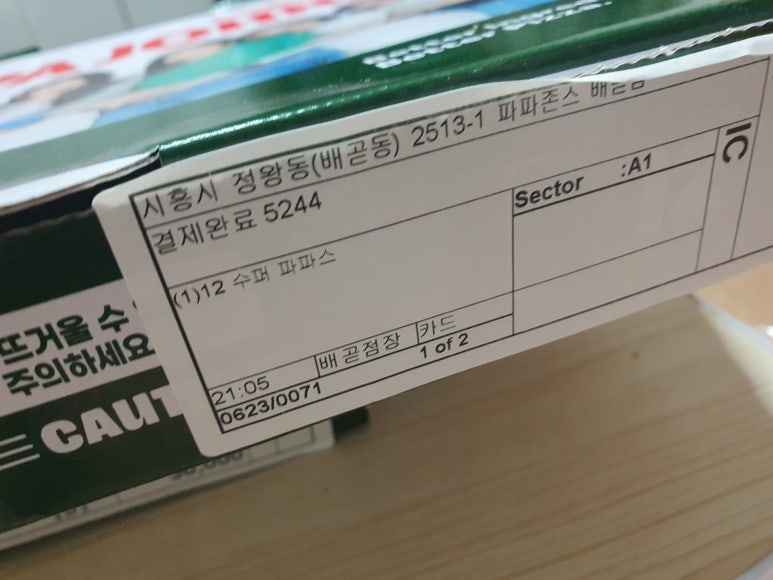 시흥시 정왕동(배곧동) 2513-1 파파존스 배곧점
결제완료 5244
Sector :A1
IC
(1)12 수퍼 파파스
21:05 배곧점장 카드
0623/0071 1 of 2
뜨거울 수
주의하세요
CAUT